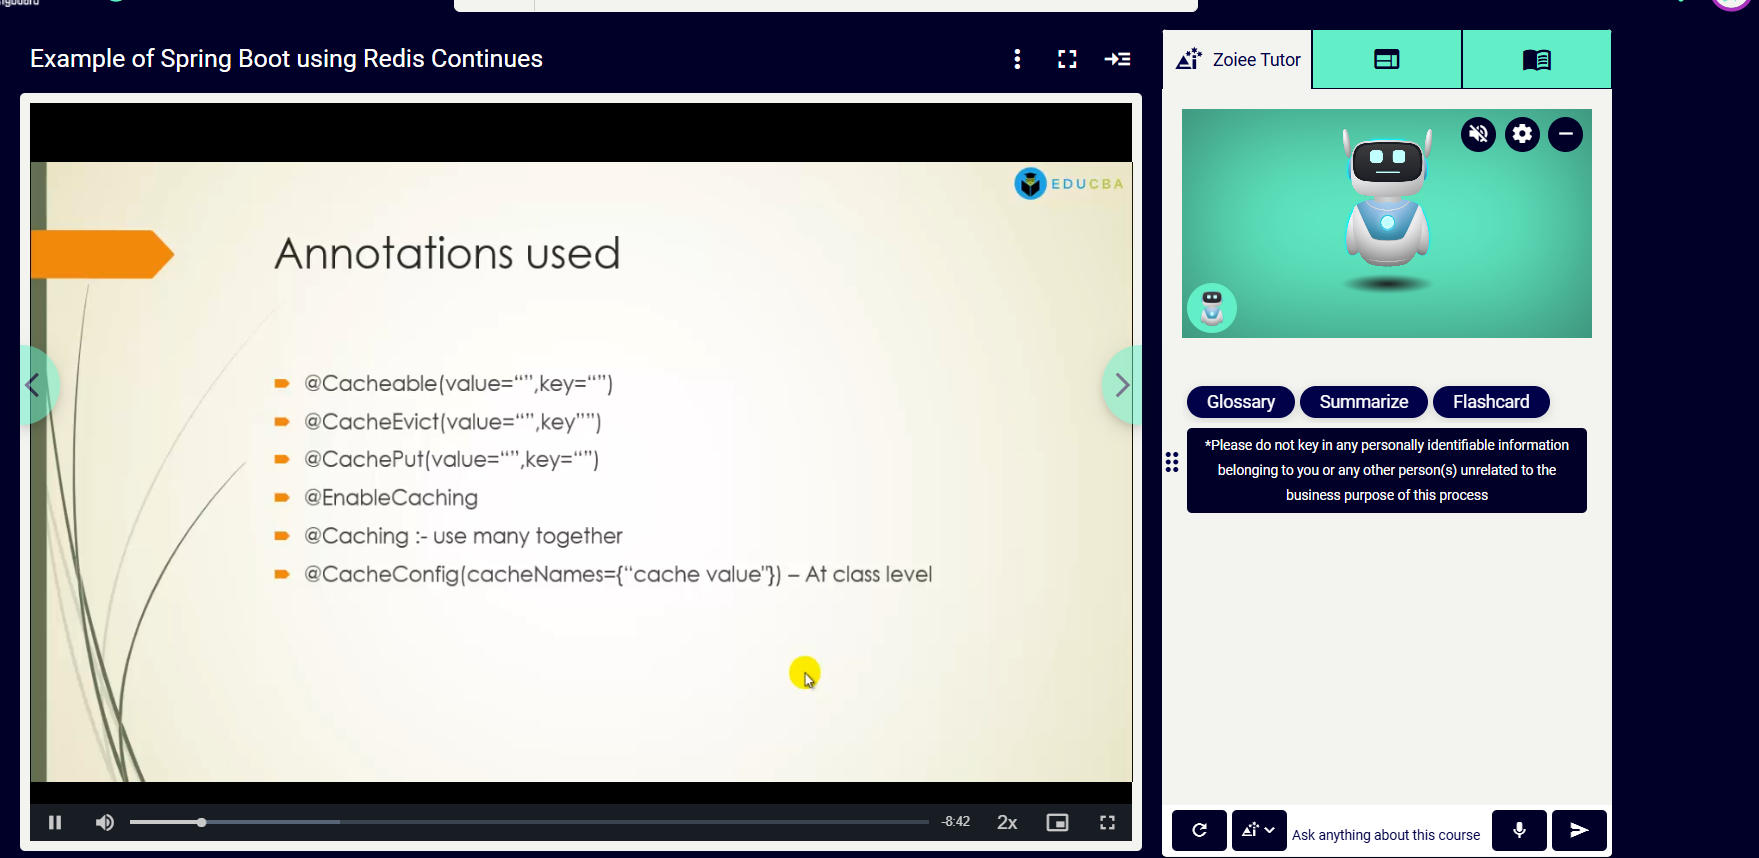 Example of Spring Boot using Redis Continues
EDUCBA
Annotations used
@Cacheable(value=“”,key=“”)
@CacheEvict(value=“”,key””)
@CachePut(value=“”,key=“”)
@EnableCaching
@Caching :- use many together
@CacheConfig(cacheNames={“cache value"}) – At class level
-8:42
2x
Zoiee Tutor
Glossary
Summarize
Flashcard
*Please do not key in any personally identifiable information
belonging to you or any other person(s) unrelated to the
business purpose of this process
Ask anything about this course